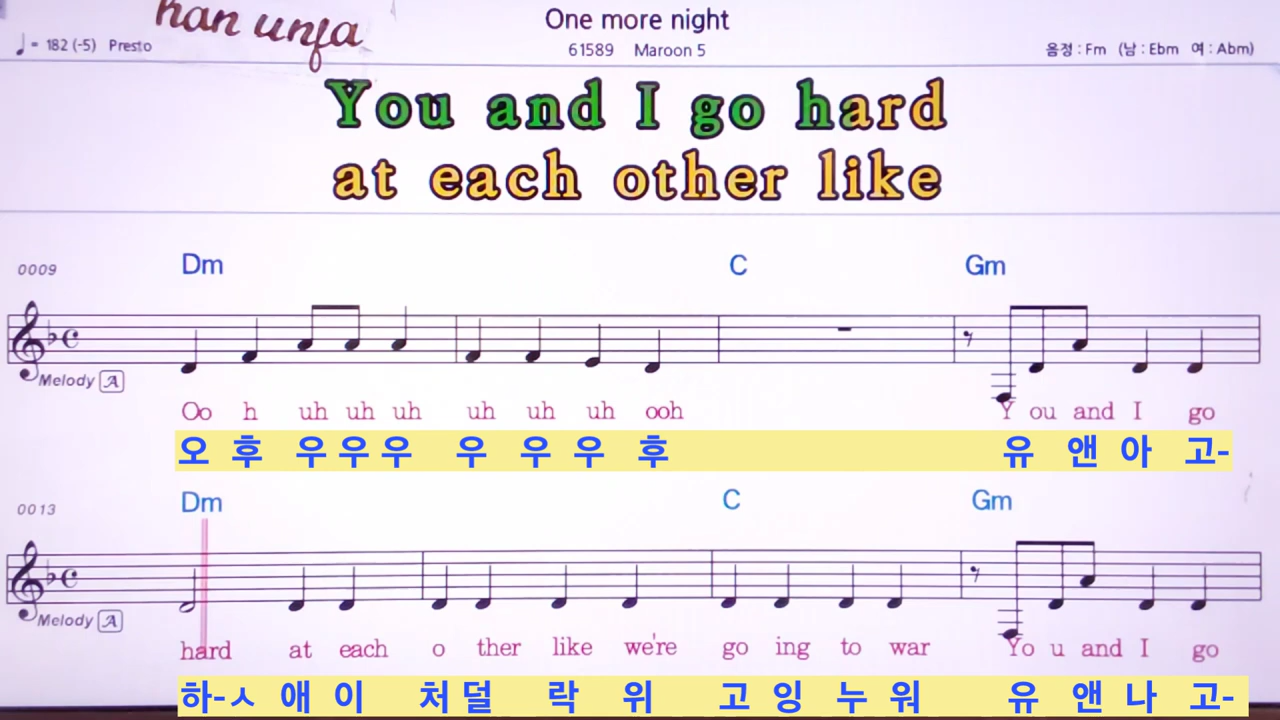 han unfa
One more night
♩= 182 (-5) Presto
61589 Maroon 5
음정 : Fm (남 : Ebm 여 : Abm)
You and I go hard
at each other like
0009 Dm C Gm
Melody A
Oo h uh uh uh uh uh uh ooh Y ou and I go
오 후 우 우 우 우 우 우 후 유 앤 아 고-
0013 Dm C Gm
Melody A
hard at each o ther like we're go ing to war Yo u and I go
하-ㅅ 애 이 처 덜 락 위 고 잉 누 워 유 앤 나 고-